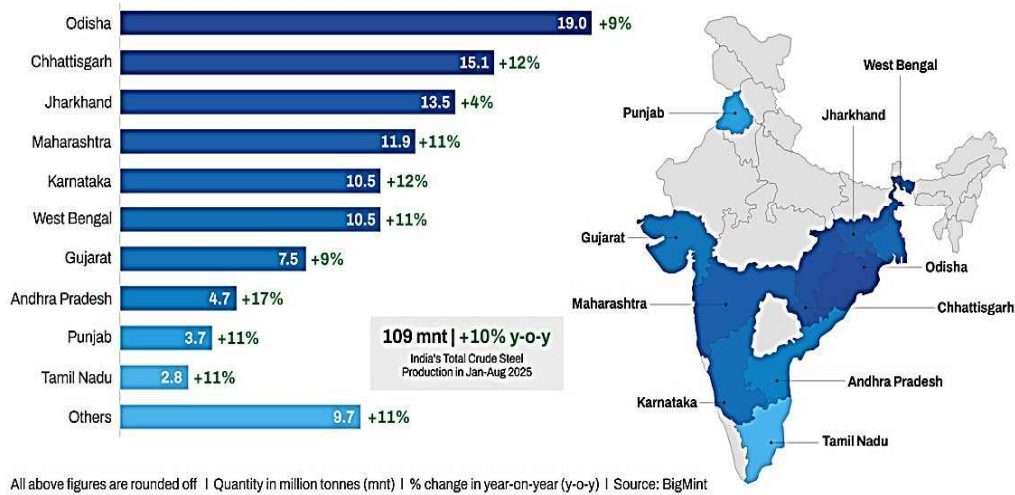 Odisha 19.0 +9%
Chhattisgarh 15.1 +12%
Jharkhand 13.5 +4%
Maharashtra 11.9 +11%
Karnataka 10.5 +12%
West Bengal 10.5 +11%
Gujarat 7.5 +9%
Andhra Pradesh 4.7 +17%
Punjab 3.7 +11%
Tamil Nadu 2.8 +11%
Others 9.7 +11%
109 mnt | +10% y-o-y
India's Total Crude Steel
Production in Jan-Aug 2025
West Bengal
Punjab
Jharkhand
Gujarat
Odisha
Maharashtra
Chhattisgarh
Andhra Pradesh
Karnataka
Tamil Nadu
All above figures are rounded off | Quantity in million tonnes (mnt) | % change in year-on-year (y-o-y) | Source: BigMint